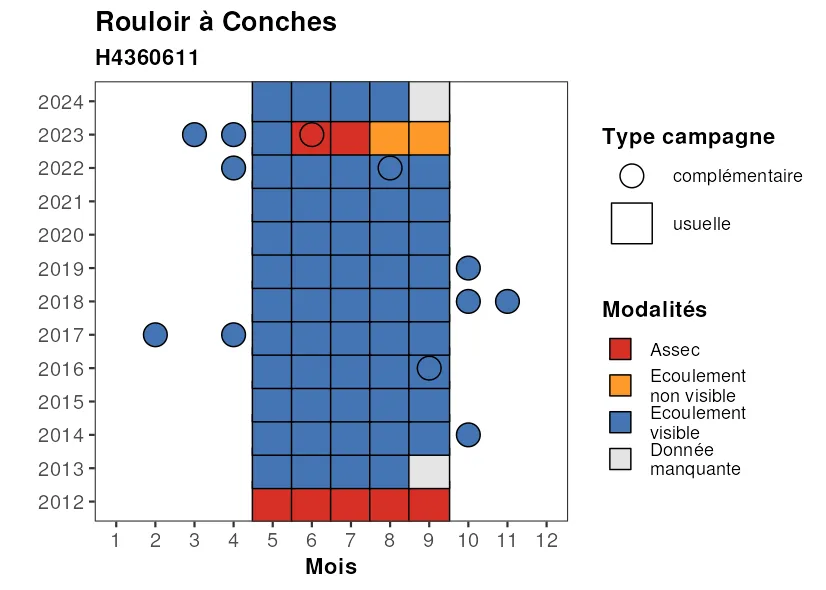 Rouloir à Conches
H4360611
2024
2023
2022
2021
2020
2019
2018
2017
2016
2015
2014
2013
2012
1 2 3 4 5 6 7 8 9 10 11 12
Mois
Type campagne
complémentaire
usuelle
Modalités
Assec
Ecoulement
non visible
Ecoulement
visible
Donnée
manquante